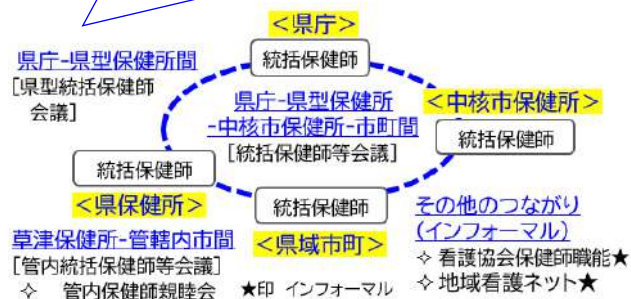 <県庁>
統括保健師
県庁-県型保健所間
[県型統括保健師
会議]
県庁-県型保健所
-中核市保健所-市町間
[統括保健師等会議]
<中核市保健所>
統括保健師
統括保健師
<県保健所>
統括保健師
<県域市町>
草津保健所-管轄内市間
[管内統括保健師等会議]
✧ 管内保健師親睦会
★印 インフォーマル
その他のつながり
(インフォーマル)
✧ 看護協会保健師職能★
✧ 地域看護ネット★